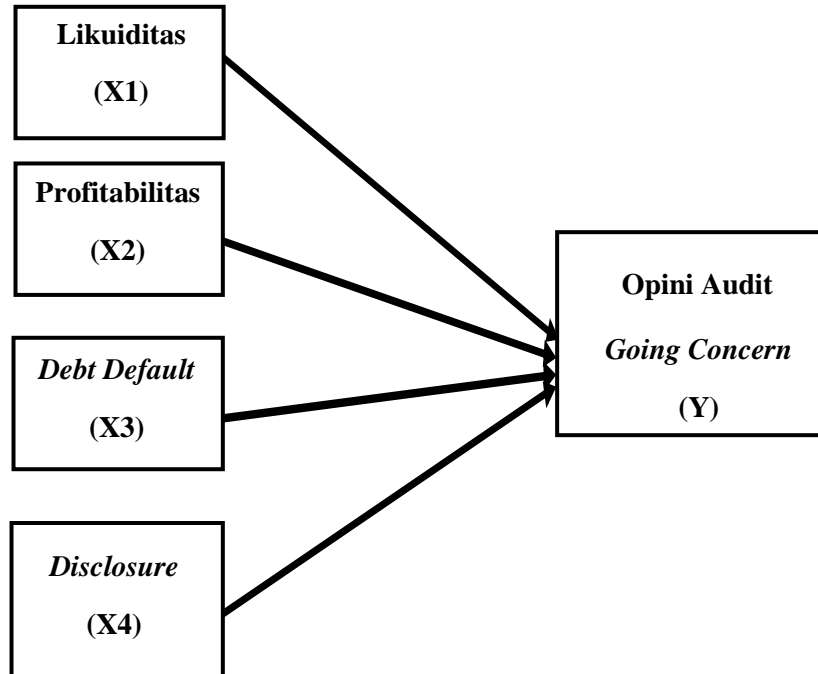 Likuiditas
(X1)
Profitabilitas
(X2)
Debt Default
(X3)
Disclosure
(X4)
Opini Audit
Going Concern
(Y)